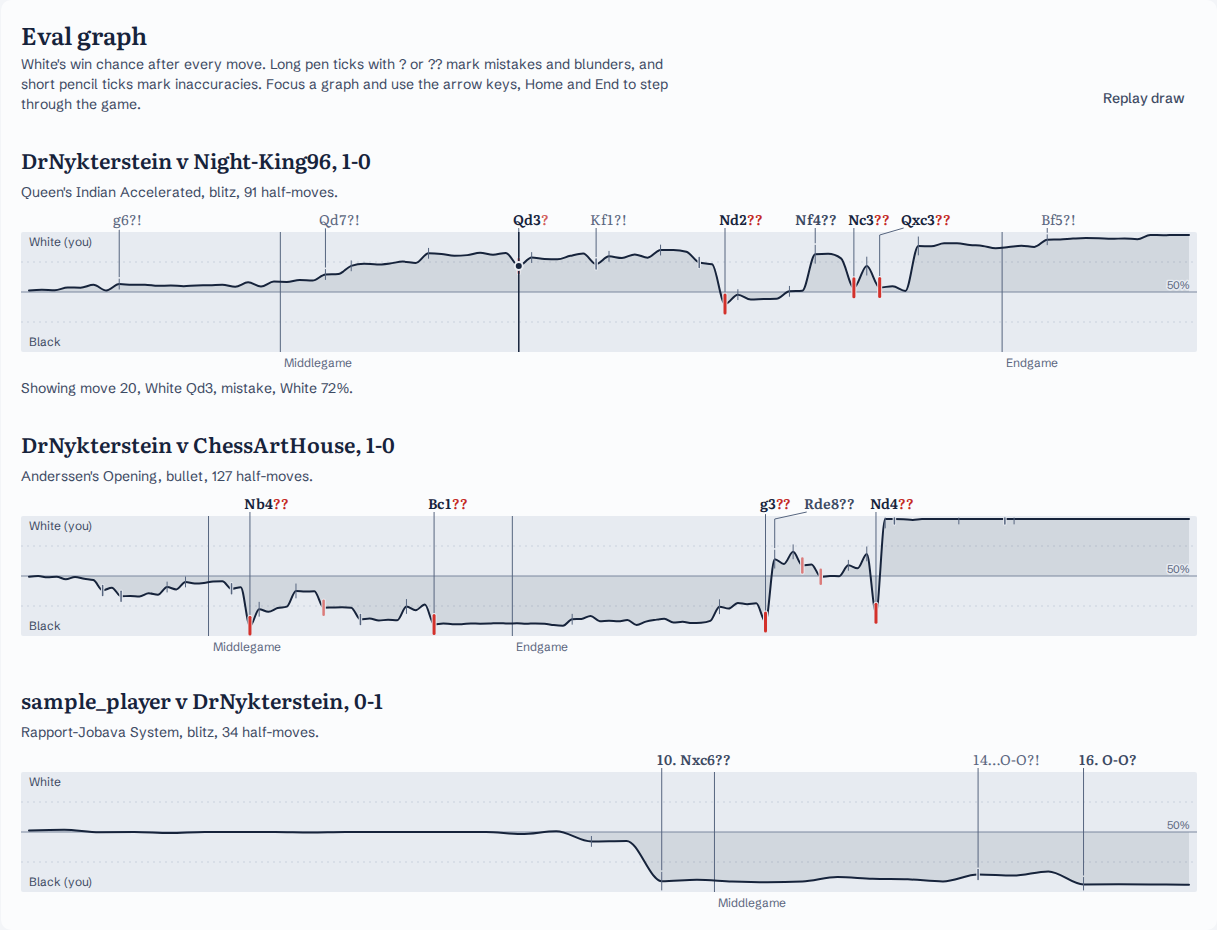 Eval graph
White's win chance after every move. Long pen ticks with ? or ?? mark mistakes and blunders, and
short pencil ticks mark inaccuracies. Focus a graph and use the arrow keys, Home and End to step
through the game.
Replay draw
DrNykterstein v Night-King96, 1-0
Queen's Indian Accelerated, blitz, 91 half-moves.
g6?! Qd7?! Qd3? Kf1?! Nd2?? Nf4?? Nc3?? Qxc3?? Bf5?!
White (you)
50%
Black
Middlegame Endgame
Showing move 20, White Qd3, mistake, White 72%.
DrNykterstein v ChessArtHouse, 1-0
Anderssen's Opening, bullet, 127 half-moves.
Nb4?? Bc1?? g3?? Rde8?? Nd4??
White (you)
50%
Black
Middlegame Endgame
sample_player v DrNykterstein, 0-1
Rapport-Jobava System, blitz, 34 half-moves.
10. Nxc6?? 14...O-O?! 16. O-O?
White
50%
Black (you)
Middlegame